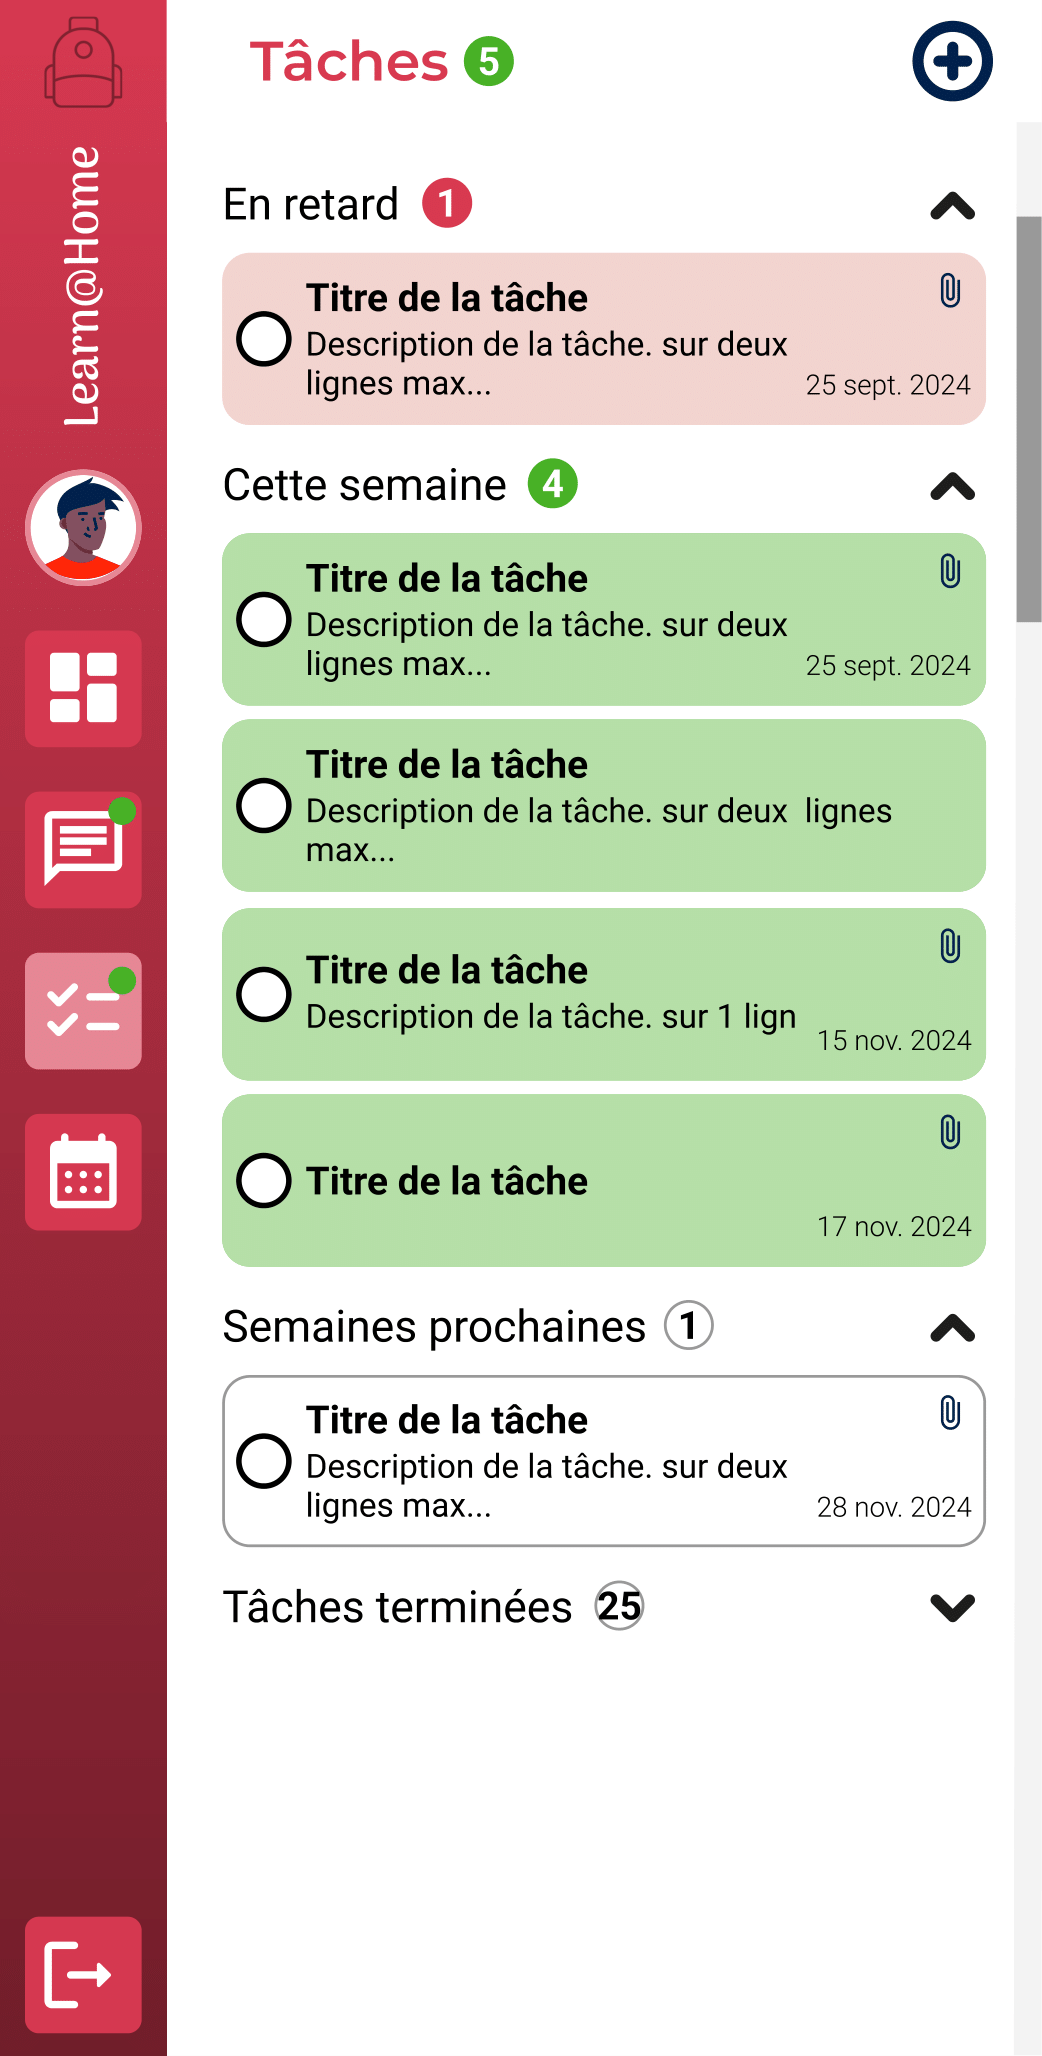 Learn@Home
Tâches 5
En retard 1
Titre de la tâche
Description de la tâche. sur deux
lignes max...
25 sept. 2024
Cette semaine 4
Titre de la tâche
Description de la tâche. sur deux
lignes max...
25 sept. 2024
Titre de la tâche
Description de la tâche. sur deux lignes
max...
Titre de la tâche
Description de la tâche. sur 1 lign
15 nov. 2024
Titre de la tâche
17 nov. 2024
Semaines prochaines 1
Titre de la tâche
Description de la tâche. sur deux
lignes max...
28 nov. 2024
Tâches terminées 25